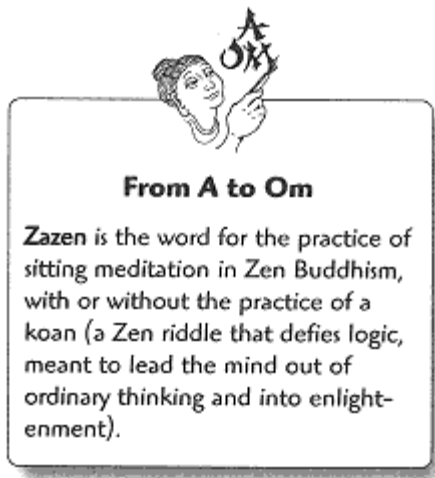 A
OM
From A to Om
Zazen is the word for the practice of
sitting meditation in Zen Buddhism,
with or without the practice of a
koan (a Zen riddle that defies logic,
meant to lead the mind out of
ordinary thinking and into enlight-
enment).